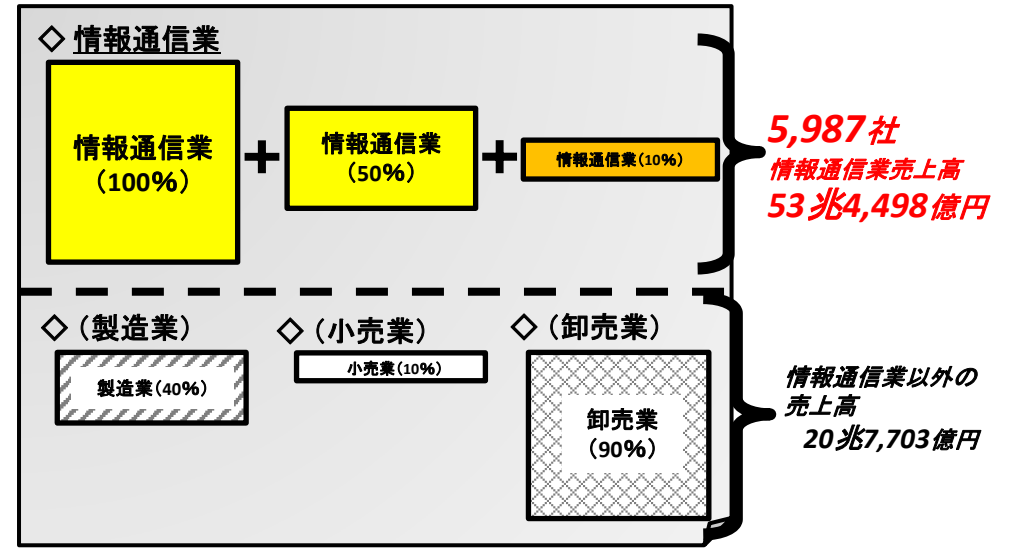 ◇ 情報通信業
情報通信業
（100％）
＋
情報通信業
（50％）
＋
情報通信業（10％）
5,987社
情報通信業売上高
53兆4,498億円
◇（製造業）
製造業（40％）
◇（小売業）
小売業（10％）
◇（卸売業）
卸売業
（90％）
情報通信業以外の
売上高
20兆7,703億円